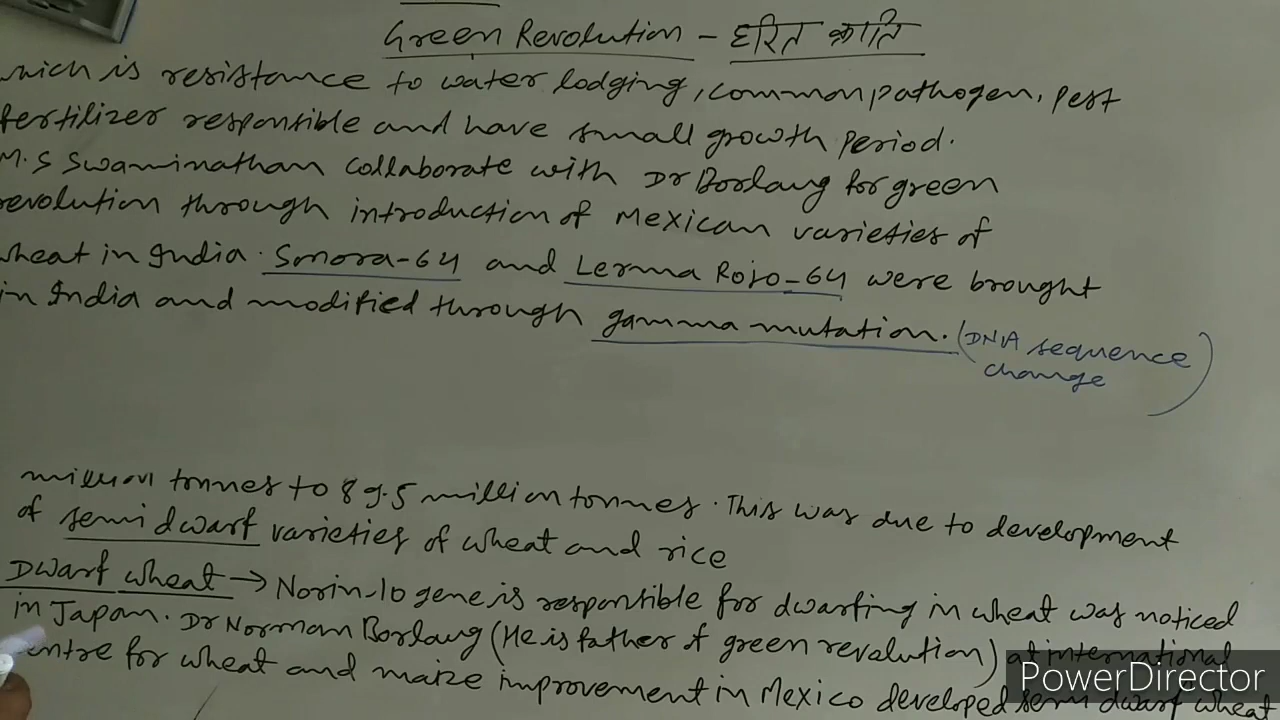 Green Revolution - हरित क्रांति
which is resistance to water lodging, common pathogen, pest
fertilizer responsible and have small growth period.
M.S Swaminathan collaborate with Dr Borlaug for green
revolution through introduction of Mexican varieties of
wheat in India. Sonora-64 and Lerma Rojo-64 were brought
in India and modified through gamma mutation. (DNA sequence
change)
million tonnes to 89.5 million tonnes. This was due to development
of semi dwarf varieties of wheat and rice
Dwarf wheat → Norin-10 gene is responsible for dwarfing in wheat was noticed
in Japan. Dr Norman Borlaug (He is father of green revolution) at international
centre for wheat and maize improvement in Mexico developed semi dwarf wheat
PowerDirector